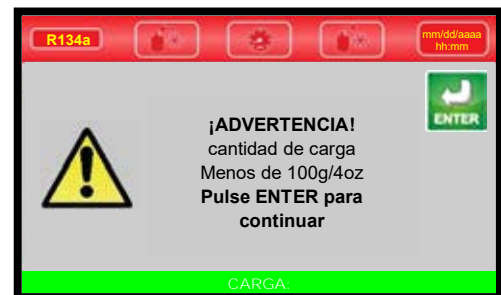 R134a
mm/dd/aaaa
hh:mm
ENTER
¡ADVERTENCIA!
cantidad de carga
Menos de 100g/4oz
Pulse ENTER para
continuar
CARGA: